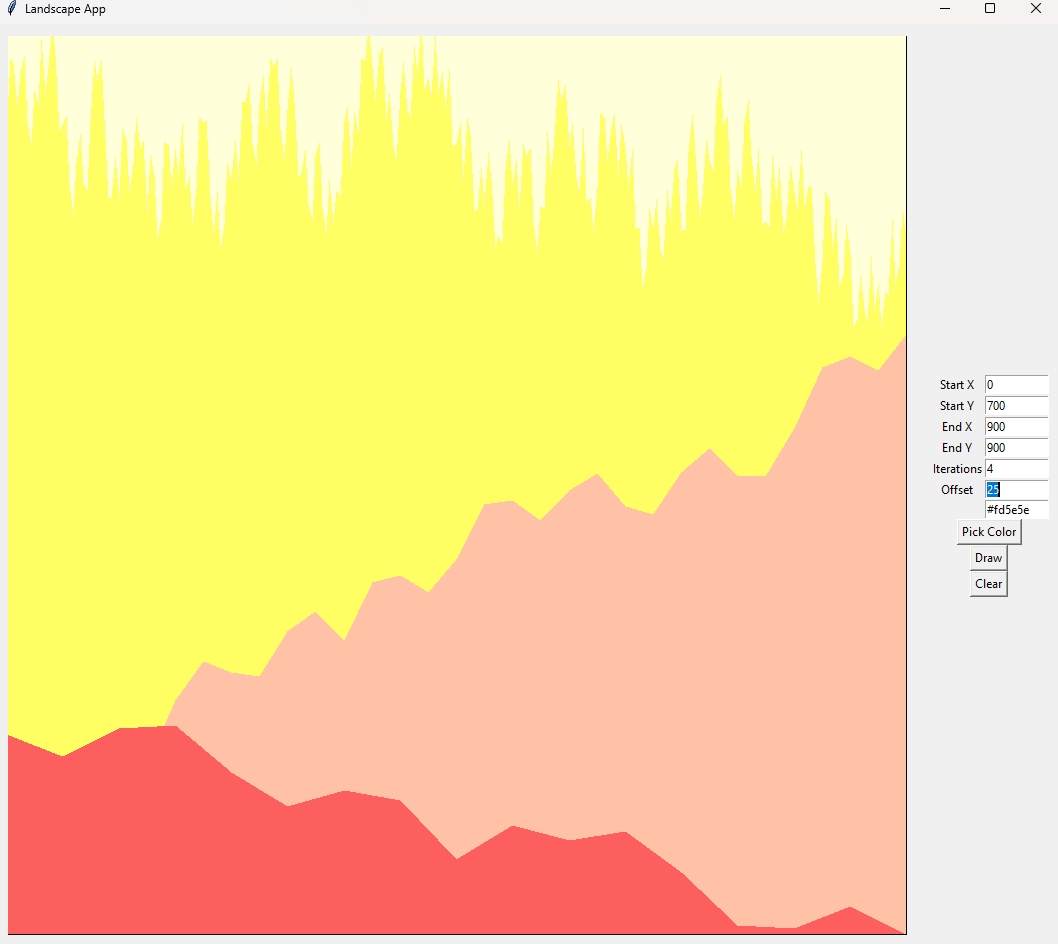 Landscape App
Start X 0
Start Y 700
End X 900
End Y 900
Iterations 4
Offset 25
#fd5e5e
Pick Color
Draw
Clear